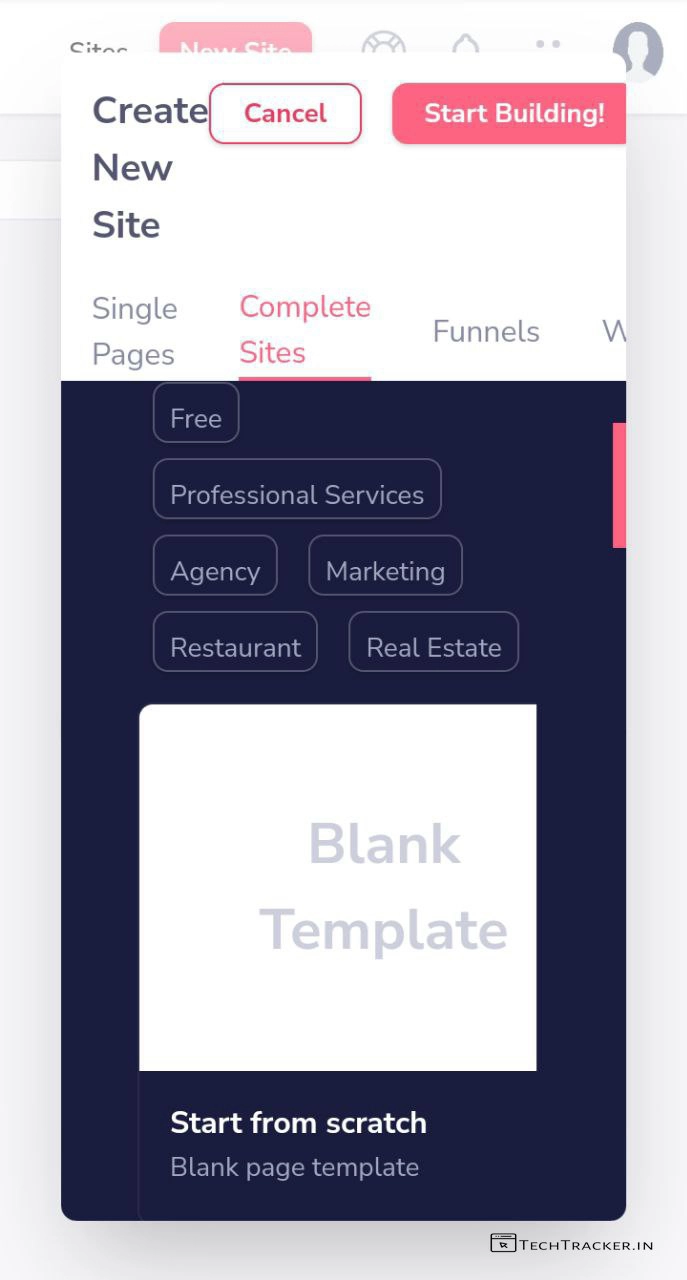 Sites New Site
Create
New
Site
Cancel Start Building!
Single
Pages
Complete
Sites
Funnels
W
Free
Professional Services
Agency Marketing
Restaurant Real Estate
Blank
Template
Start from scratch
Blank page template
TECHTRACKER.IN